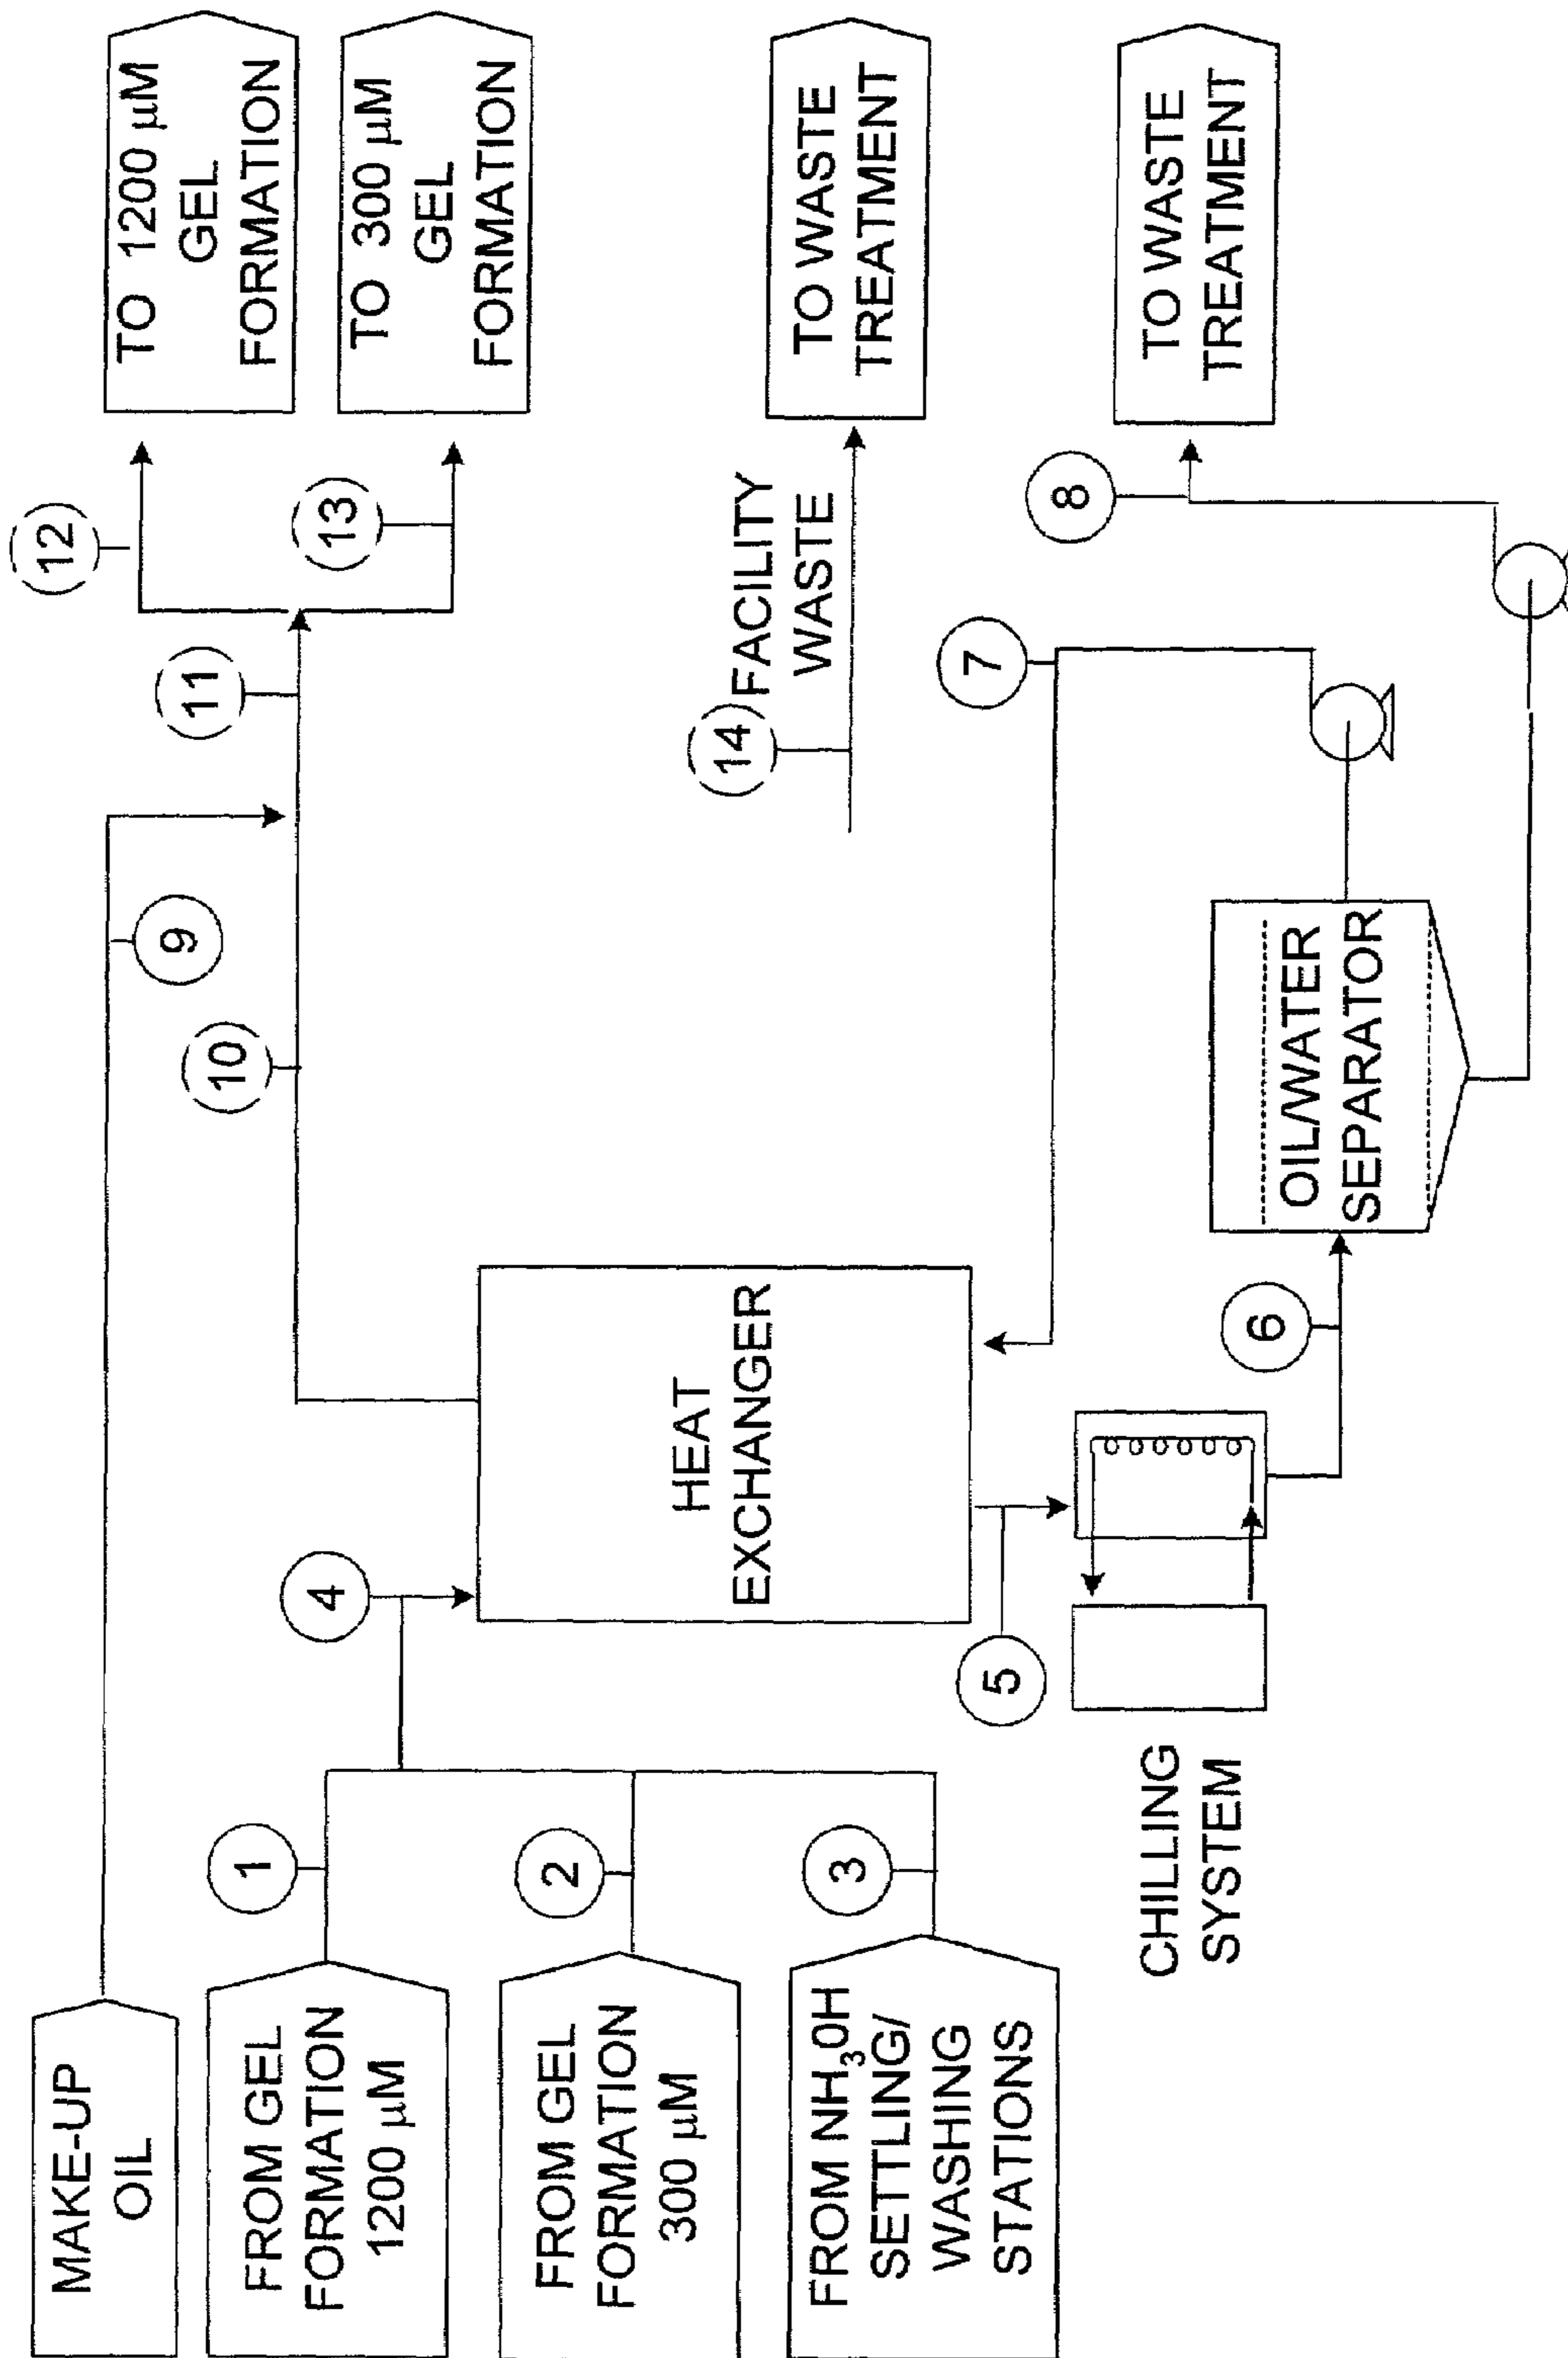 MAKE-UP
OIL
FROM GEL
FORMATION
1200 μM
FROM GEL
FORMATION
300 μM
FROM NH₃0H
SETTLING/
WASHING
STATIONS
1
2
3
4
5
CHILLING
SYSTEM
HEAT
EXCHANGER
6
OIL/WATER
SEPARATOR
7
8
9
10
11
12
13
14
FACILITY
WASTE
TO 1200 μM
GEL
FORMATION
TO 300 μM
GEL
FORMATION
TO WASTE
TREATMENT
TO WASTE
TREATMENT